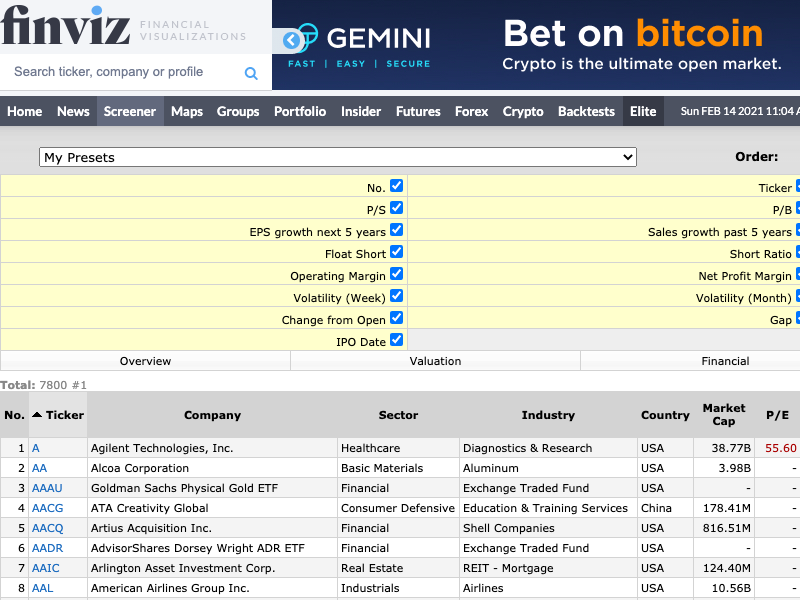 finviz FINANCIAL
VISUALIZATIONS
GEMINI
FAST | EASY | SECURE
Bet on bitcoin
Crypto is the ultimate open market.
Search ticker, company or profile
Home News Screener Maps Groups Portfolio Insider Futures Forex Crypto Backtests Elite Sun FEB 14 2021 11:04 A
My Presets Order:
No. Ticker
P/S P/B
EPS growth next 5 years Sales growth past 5 years
Float Short Short Ratio
Operating Margin Net Profit Margin
Volatility (Week) Volatility (Month)
Change from Open Gap
IPO Date
Overview Valuation Financial
Total: 7800 #1
No. Ticker Company Sector Industry Country Market Cap P/E
1 A Agilent Technologies, Inc. Healthcare Diagnostics & Research USA 38.77B 55.60
2 AA Alcoa Corporation Basic Materials Aluminum USA 3.98B -
3 AAAU Goldman Sachs Physical Gold ETF Financial Exchange Traded Fund USA - -
4 AACG ATA Creativity Global Consumer Defensive Education & Training Services China 178.41M -
5 AACQ Artius Acquisition Inc. Financial Shell Companies USA 816.51M -
6 AADR AdvisorShares Dorsey Wright ADR ETF Financial Exchange Traded Fund USA - -
7 AAIC Arlington Asset Investment Corp. Real Estate REIT - Mortgage USA 124.40M -
8 AAL American Airlines Group Inc. Industrials Airlines USA 10.56B -